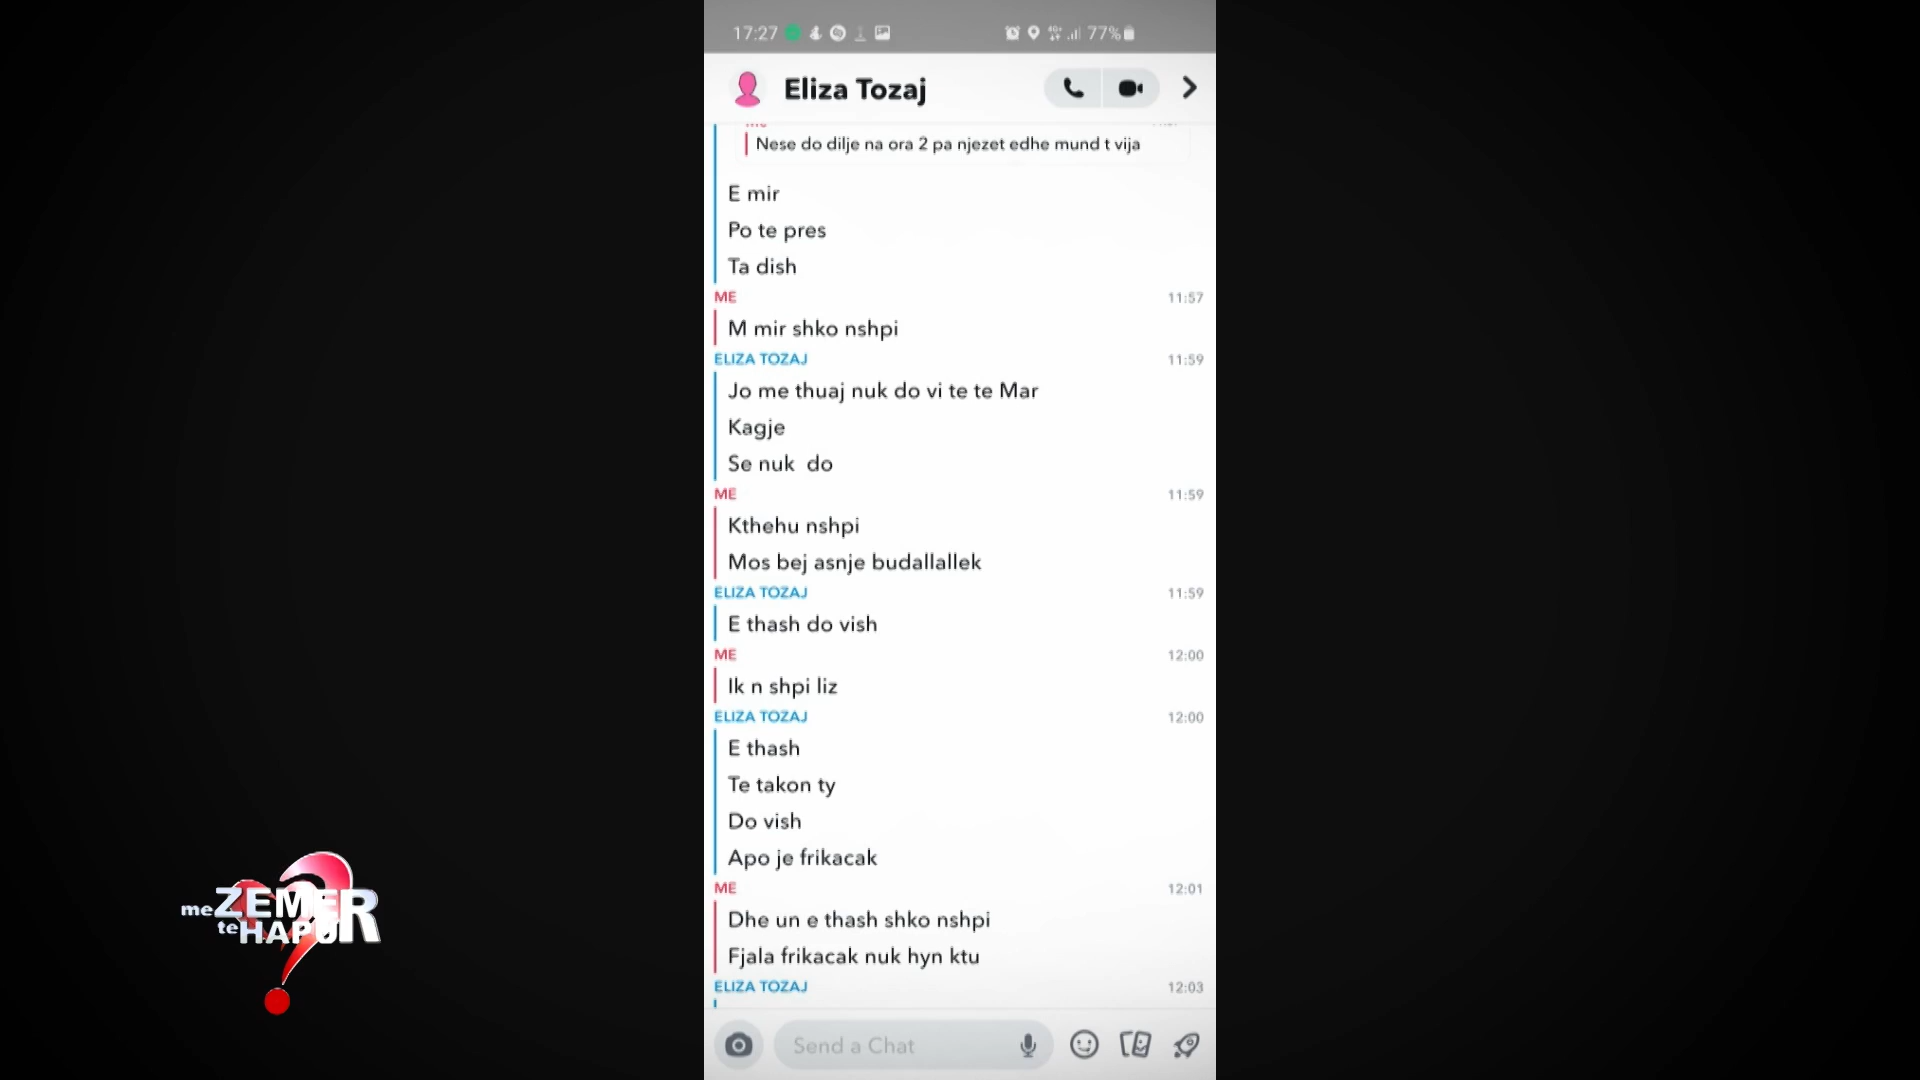 17:27
77%
Eliza Tozaj
Nese do dilje na ora 2 pa njezet edhe mund t vija
E mir
Po te pres
Ta dish
ME 11:57
M mir shko nshpi
ELIZA TOZAJ 11:59
Jo me thuaj nuk do vi te te Mar
Kagje
Se nuk do
ME 11:59
Kthehu nshpi
Mos bej asnje budallallek
ELIZA TOZAJ 11:59
E thash do vish
ME 12:00
Ik n shpi liz
ELIZA TOZAJ 12:00
E thash
Te takon ty
Do vish
Apo je frikacak
ME 12:01
Dhe un e thash shko nshpi
Fjala frikacak nuk hyn ktu
ELIZA TOZAJ 12:03
Send a Chat
me ZEMER
te HAPUR